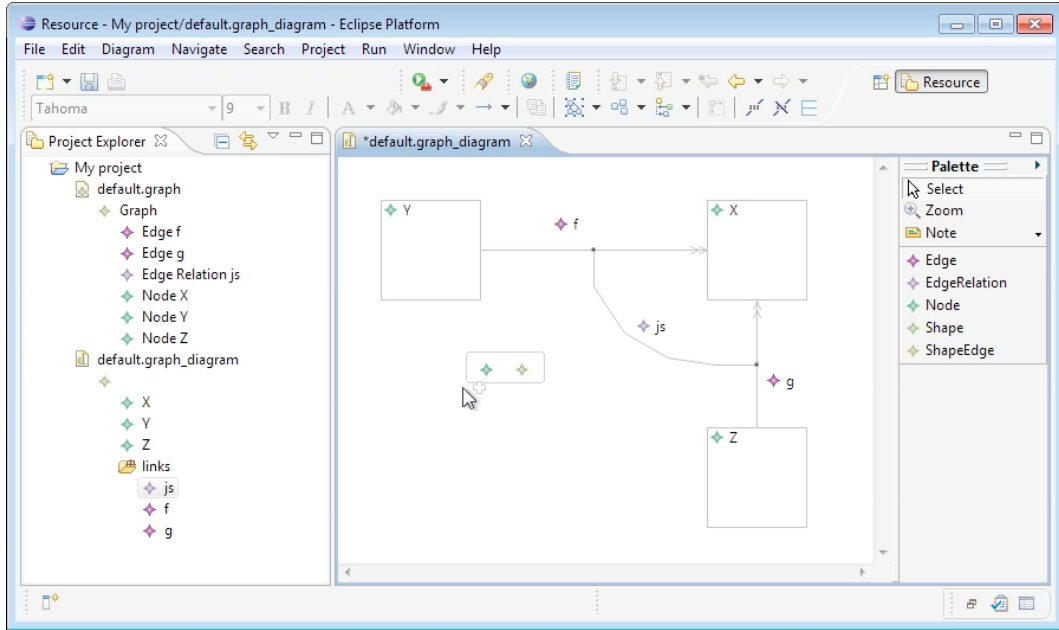 Resource - My project/default.graph_diagram - Eclipse Platform
File Edit Diagram Navigate Search Project Run Window Help
Resource
Tahoma 9 B I A
Project Explorer
My project
default.graph
Graph
Edge f
Edge g
Edge Relation js
Node X
Node Y
Node Z
default.graph_diagram
X
Y
Z
links
js
f
g
*default.graph_diagram
Y
f
X
js
g
Z
Palette
Select
Zoom
Note
Edge
EdgeRelation
Node
Shape
ShapeEdge